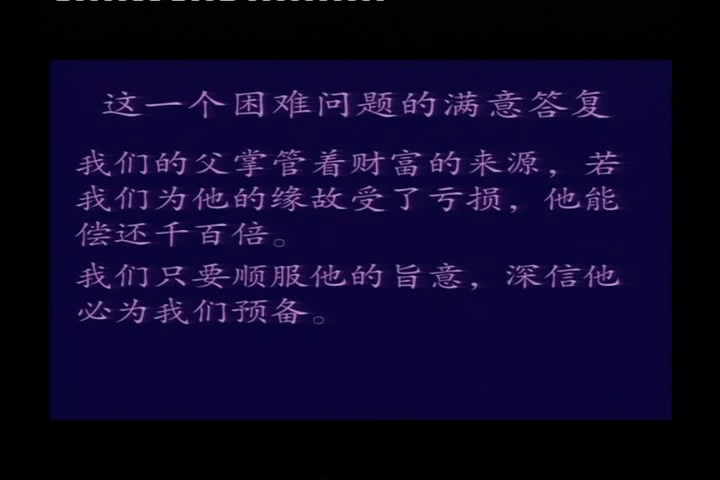 这一个困难问题的满意答复
我们的父掌管着财富的来源，若
我们为他的缘故受了亏损，他能
偿还千百倍。
我们只要顺服他的旨意，深信他
必为我们预备。